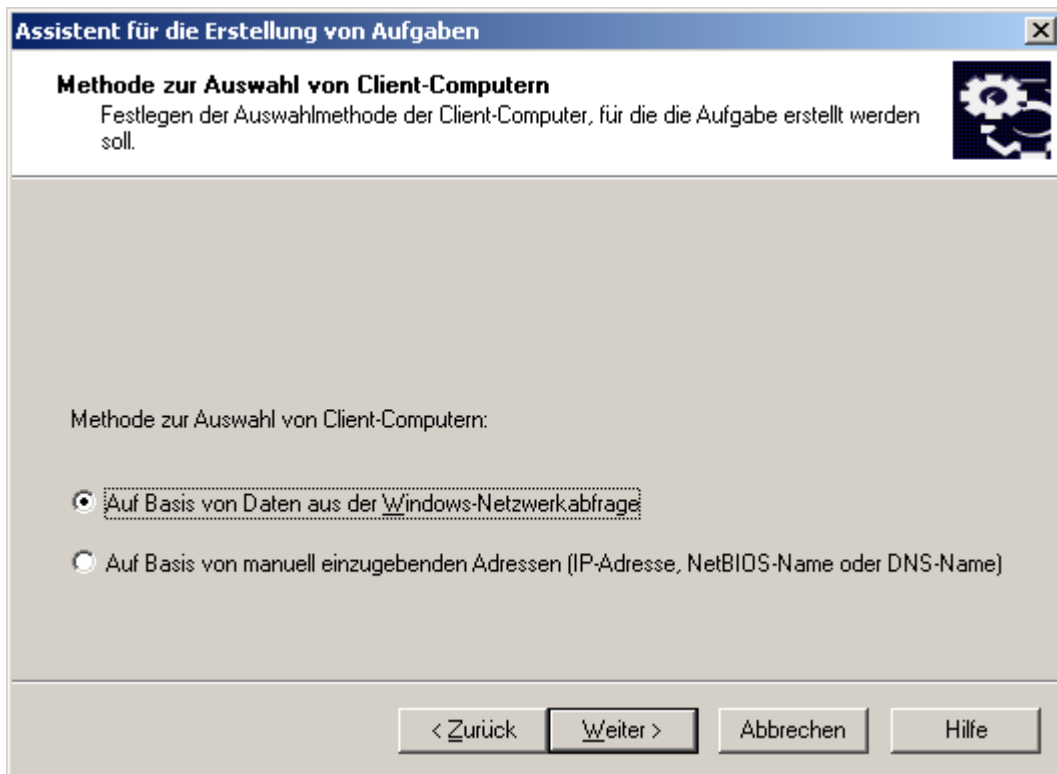 Assistent für die Erstellung von Aufgaben
Methode zur Auswahl von Client-Computern
Festlegen der Auswahlmethode der Client-Computer, für die die Aufgabe erstellt werden
soll.
Methode zur Auswahl von Client-Computern:
Auf Basis von Daten aus der Windows-Netzwerkabfrage
Auf Basis von manuell einzugebenden Adressen (IP-Adresse, NetBIOS-Name oder DNS-Name)
< Zurück Weiter > Abbrechen Hilfe